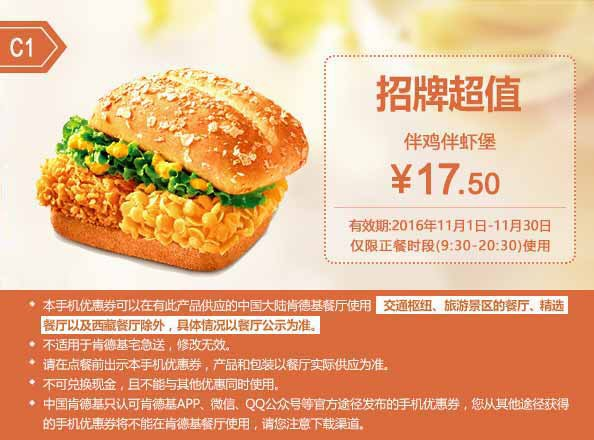 C1
招牌超值
伴鸡伴虾堡
¥17.50
有效期:2016年11月1日-11月30日
仅限正餐时段(9:30-20:30)使用
本手机优惠券可以在有此产品供应的中国大陆肯德基餐厅使用 交通枢纽、旅游景区的餐厅、精选
餐厅以及西藏餐厅除外，具体情况以餐厅公示为准。
不适用于肯德基宅急送，修改无效。
请在点餐前出示本手机优惠券，产品和包装以餐厅实际供应为准。
不可兑换现金，且不能与其他优惠同时使用。
中国肯德基只认可肯德基APP、微信、QQ公众号等官方途径发布的手机优惠券，您从其他途径获得
的手机优惠券将不能在肯德基餐厅使用，请您注意下载渠道。